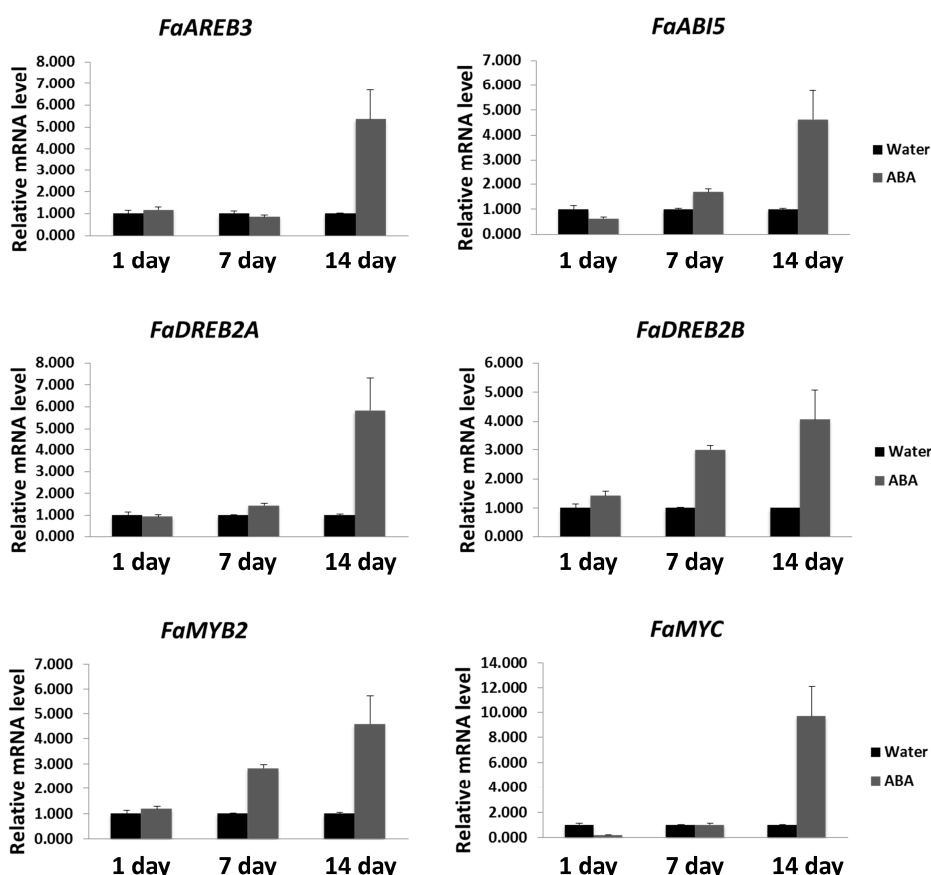 FaAREB3
Relative mRNA level
8.000
7.000
6.000
5.000
4.000
3.000
2.000
1.000
0.000
1 day 7 day 14 day
FaABI5
Relative mRNA level
7.000
6.000
5.000
4.000
3.000
2.000
1.000
0.000
1 day 7 day 14 day
Water
ABA
FaDREB2A
Relative mRNA level
8.000
7.000
6.000
5.000
4.000
3.000
2.000
1.000
0.000
1 day 7 day 14 day
FaDREB2B
Relative mRNA level
6.000
5.000
4.000
3.000
2.000
1.000
0.000
1 day 7 day 14 day
Water
ABA
FaMYB2
Relative mRNA level
7.000
6.000
5.000
4.000
3.000
2.000
1.000
0.000
1 day 7 day 14 day
FaMYC
Relative mRNA level
14.000
12.000
10.000
8.000
6.000
4.000
2.000
0.000
1 day 7 day 14 day
Water
ABA